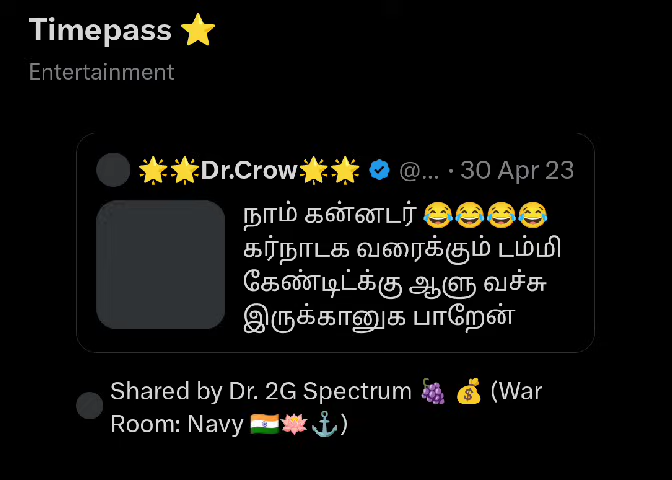 Timepass ⭐
Entertainment
🌟🌟Dr.Crow🌟🌟 @... · 30 Apr 23
நாம் கன்னடர் 😂😂😂😂
கர்நாடக வரைக்கும் டம்மி
கேண்டிட்க்கு ஆளு வச்சு
இருக்கானுக பாறேன்
Shared by Dr. 2G Spectrum 🍇 💰 (War
Room: Navy 🇮🇳🪷⚓)